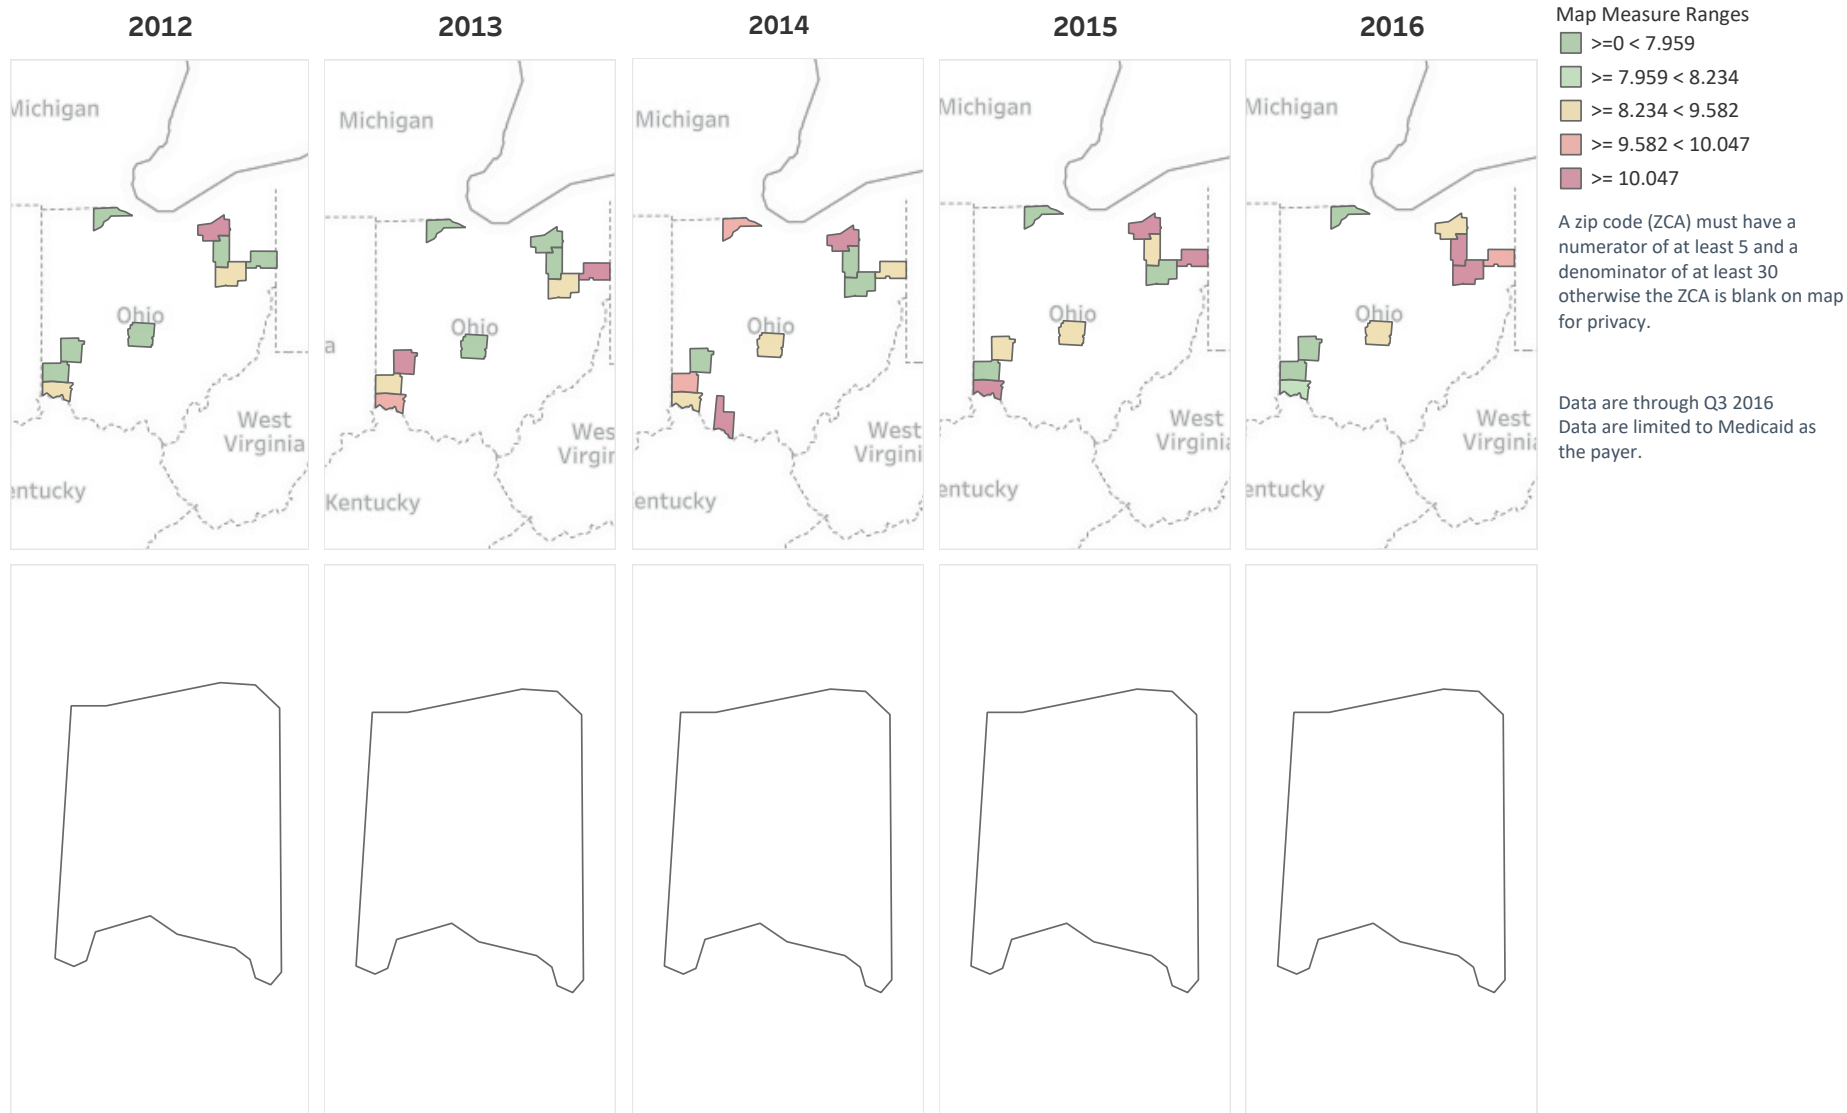 2012
2013
2014
2015
2016
Map Measure Ranges
>=0 < 7.959
>= 7.959 < 8.234
>= 8.234 < 9.582
>= 9.582 < 10.047
>= 10.047
A zip code (ZCA) must have a
numerator of at least 5 and a
denominator of at least 30
otherwise the ZCA is blank on map
for privacy.
Data are through Q3 2016
Data are limited to Medicaid as
the payer.
Michigan
Ohio
West
Virginia
entucky
Michigan
Ohio
a
Wes
Virgir
Kentucky
Michigan
Ohio
West
Virgini
entucky
Michigan
Ohio
West
Virginia
entucky
Michigan
Ohio
West
Virginia
entucky